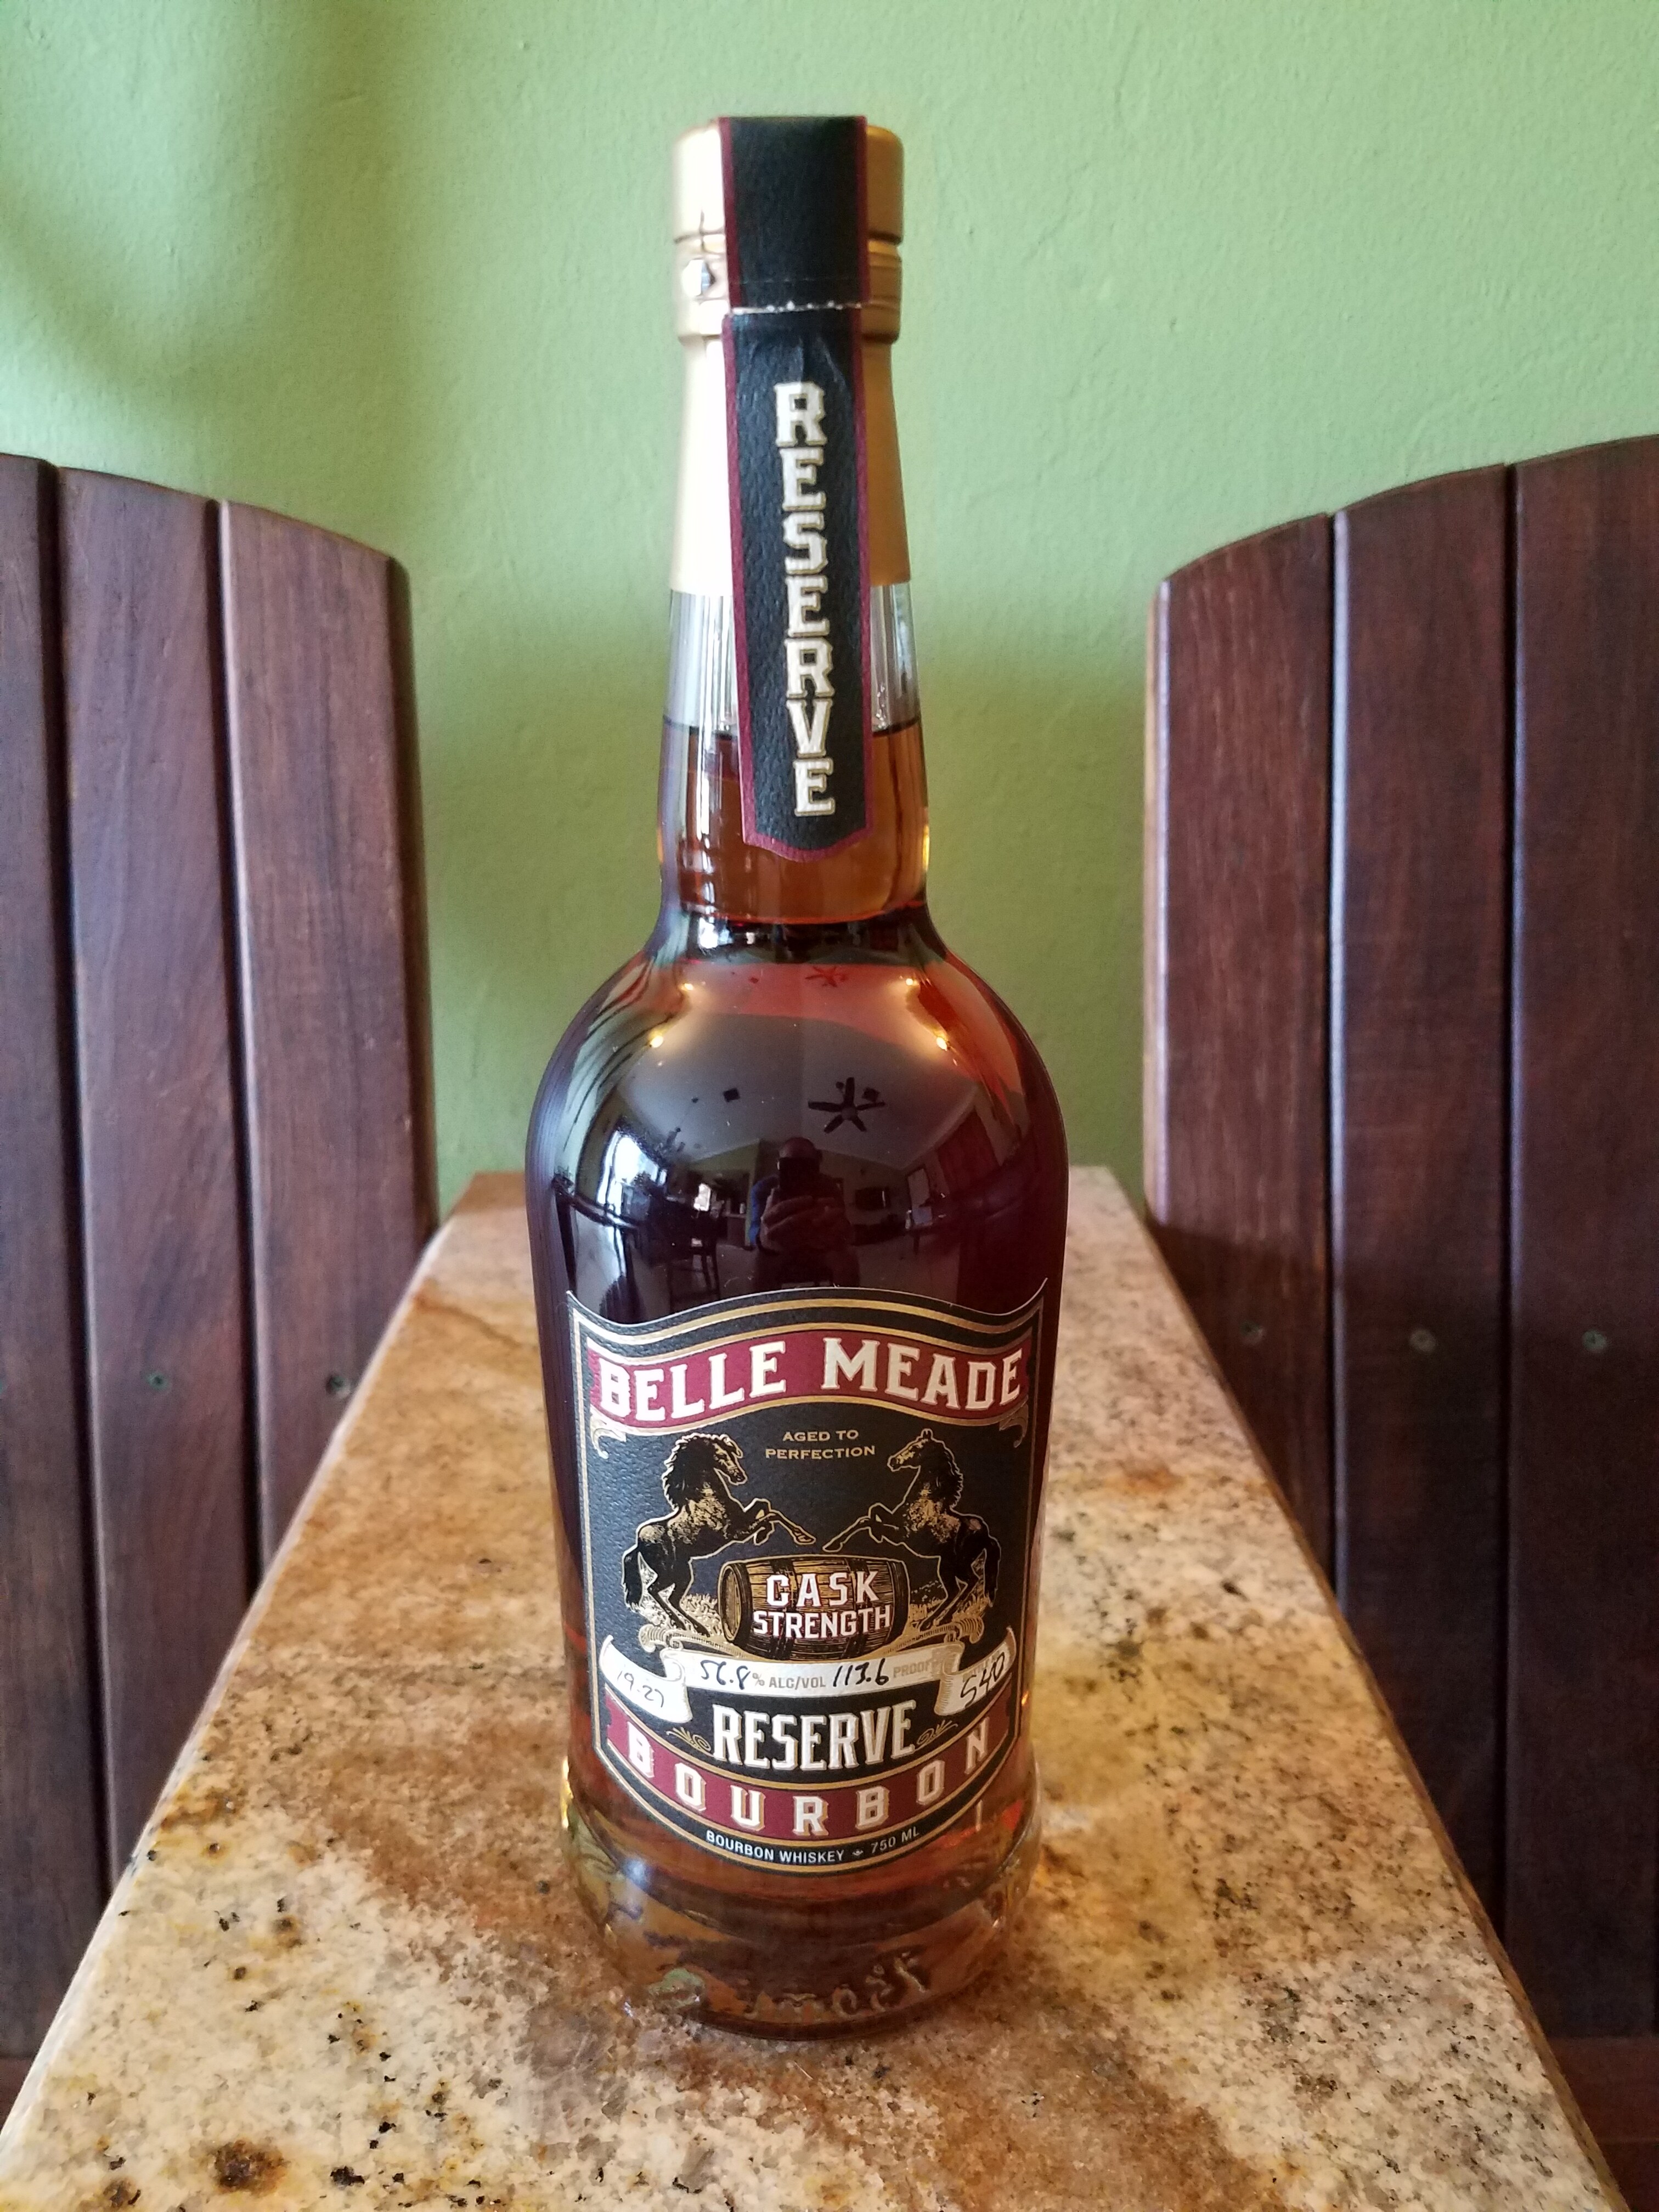 RESERVE
BELLE MEADE
AGED TO
PERFECTION
CASK
STRENGTH
19.27 56.8% ALC/VOL 113.6 PROOF 540
RESERVE
BOURBON
BOURBON WHISKEY 750 ML